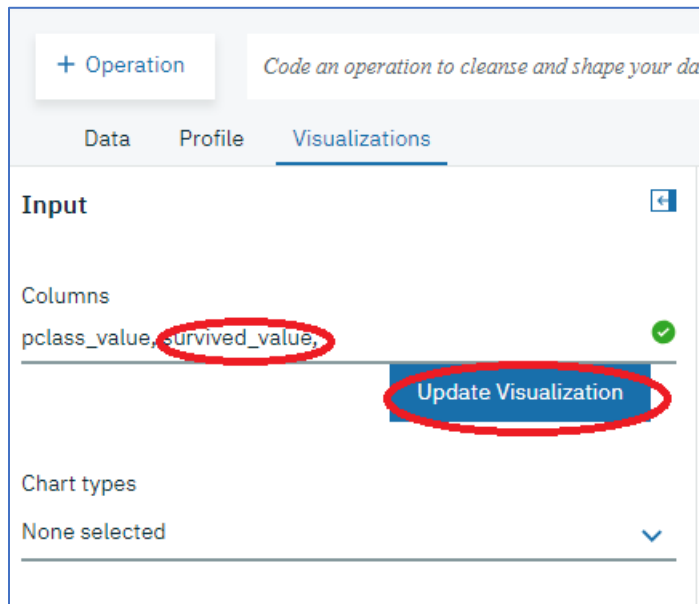 + Operation
Code an operation to cleanse and shape your da
Data Profile Visualizations
Input
Columns
pclass_value, survived_value,
Update Visualization
Chart types
None selected